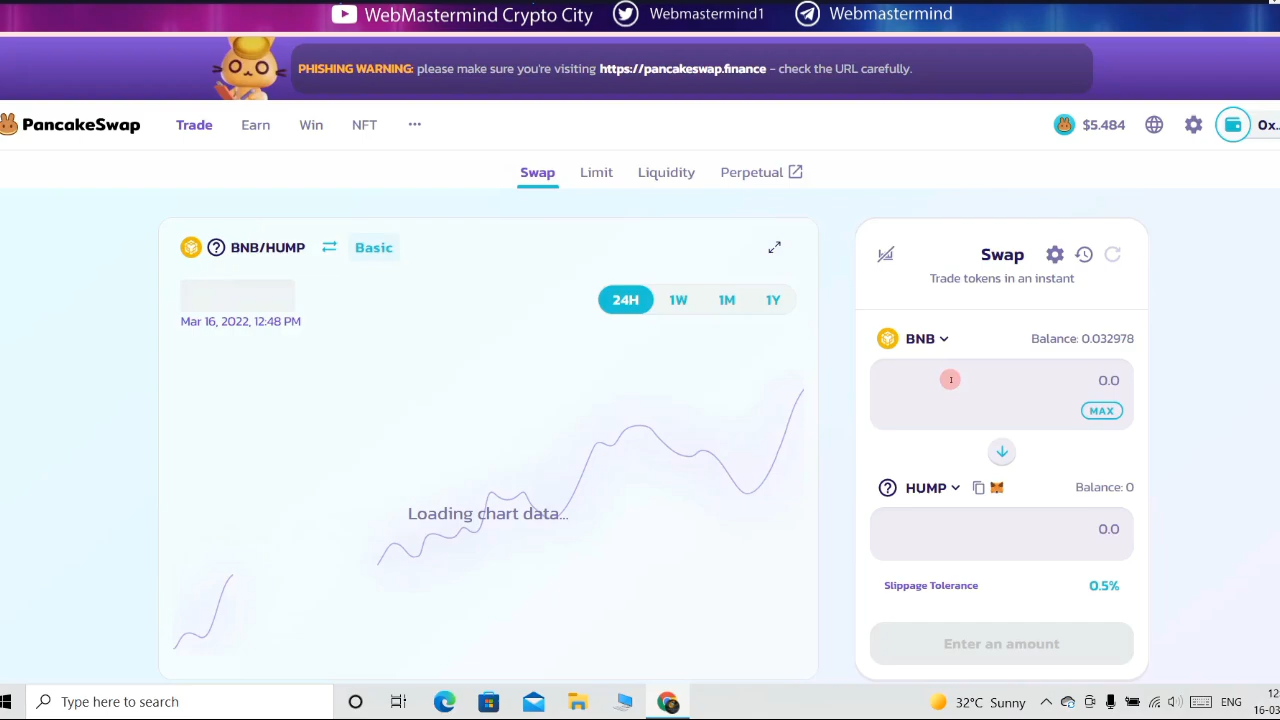 WebMastermind Crypto City Webmastermind1 Webmastermind
PHISHING WARNING: please make sure you're visiting https://pancakeswap.finance - check the URL carefully.
PancakeSwap Trade Earn Win NFT ... $5.484 0x..
Swap Limit Liquidity Perpetual
BNB/HUMP Basic
24H 1W 1M 1Y
Mar 16, 2022, 12:48 PM
Loading chart data...
Swap
Trade tokens in an instant
BNB Balance: 0.032978
0.0
MAX
HUMP Balance: 0
0.0
Slippage Tolerance 0.5%
Enter an amount
Type here to search 32°C Sunny ENG